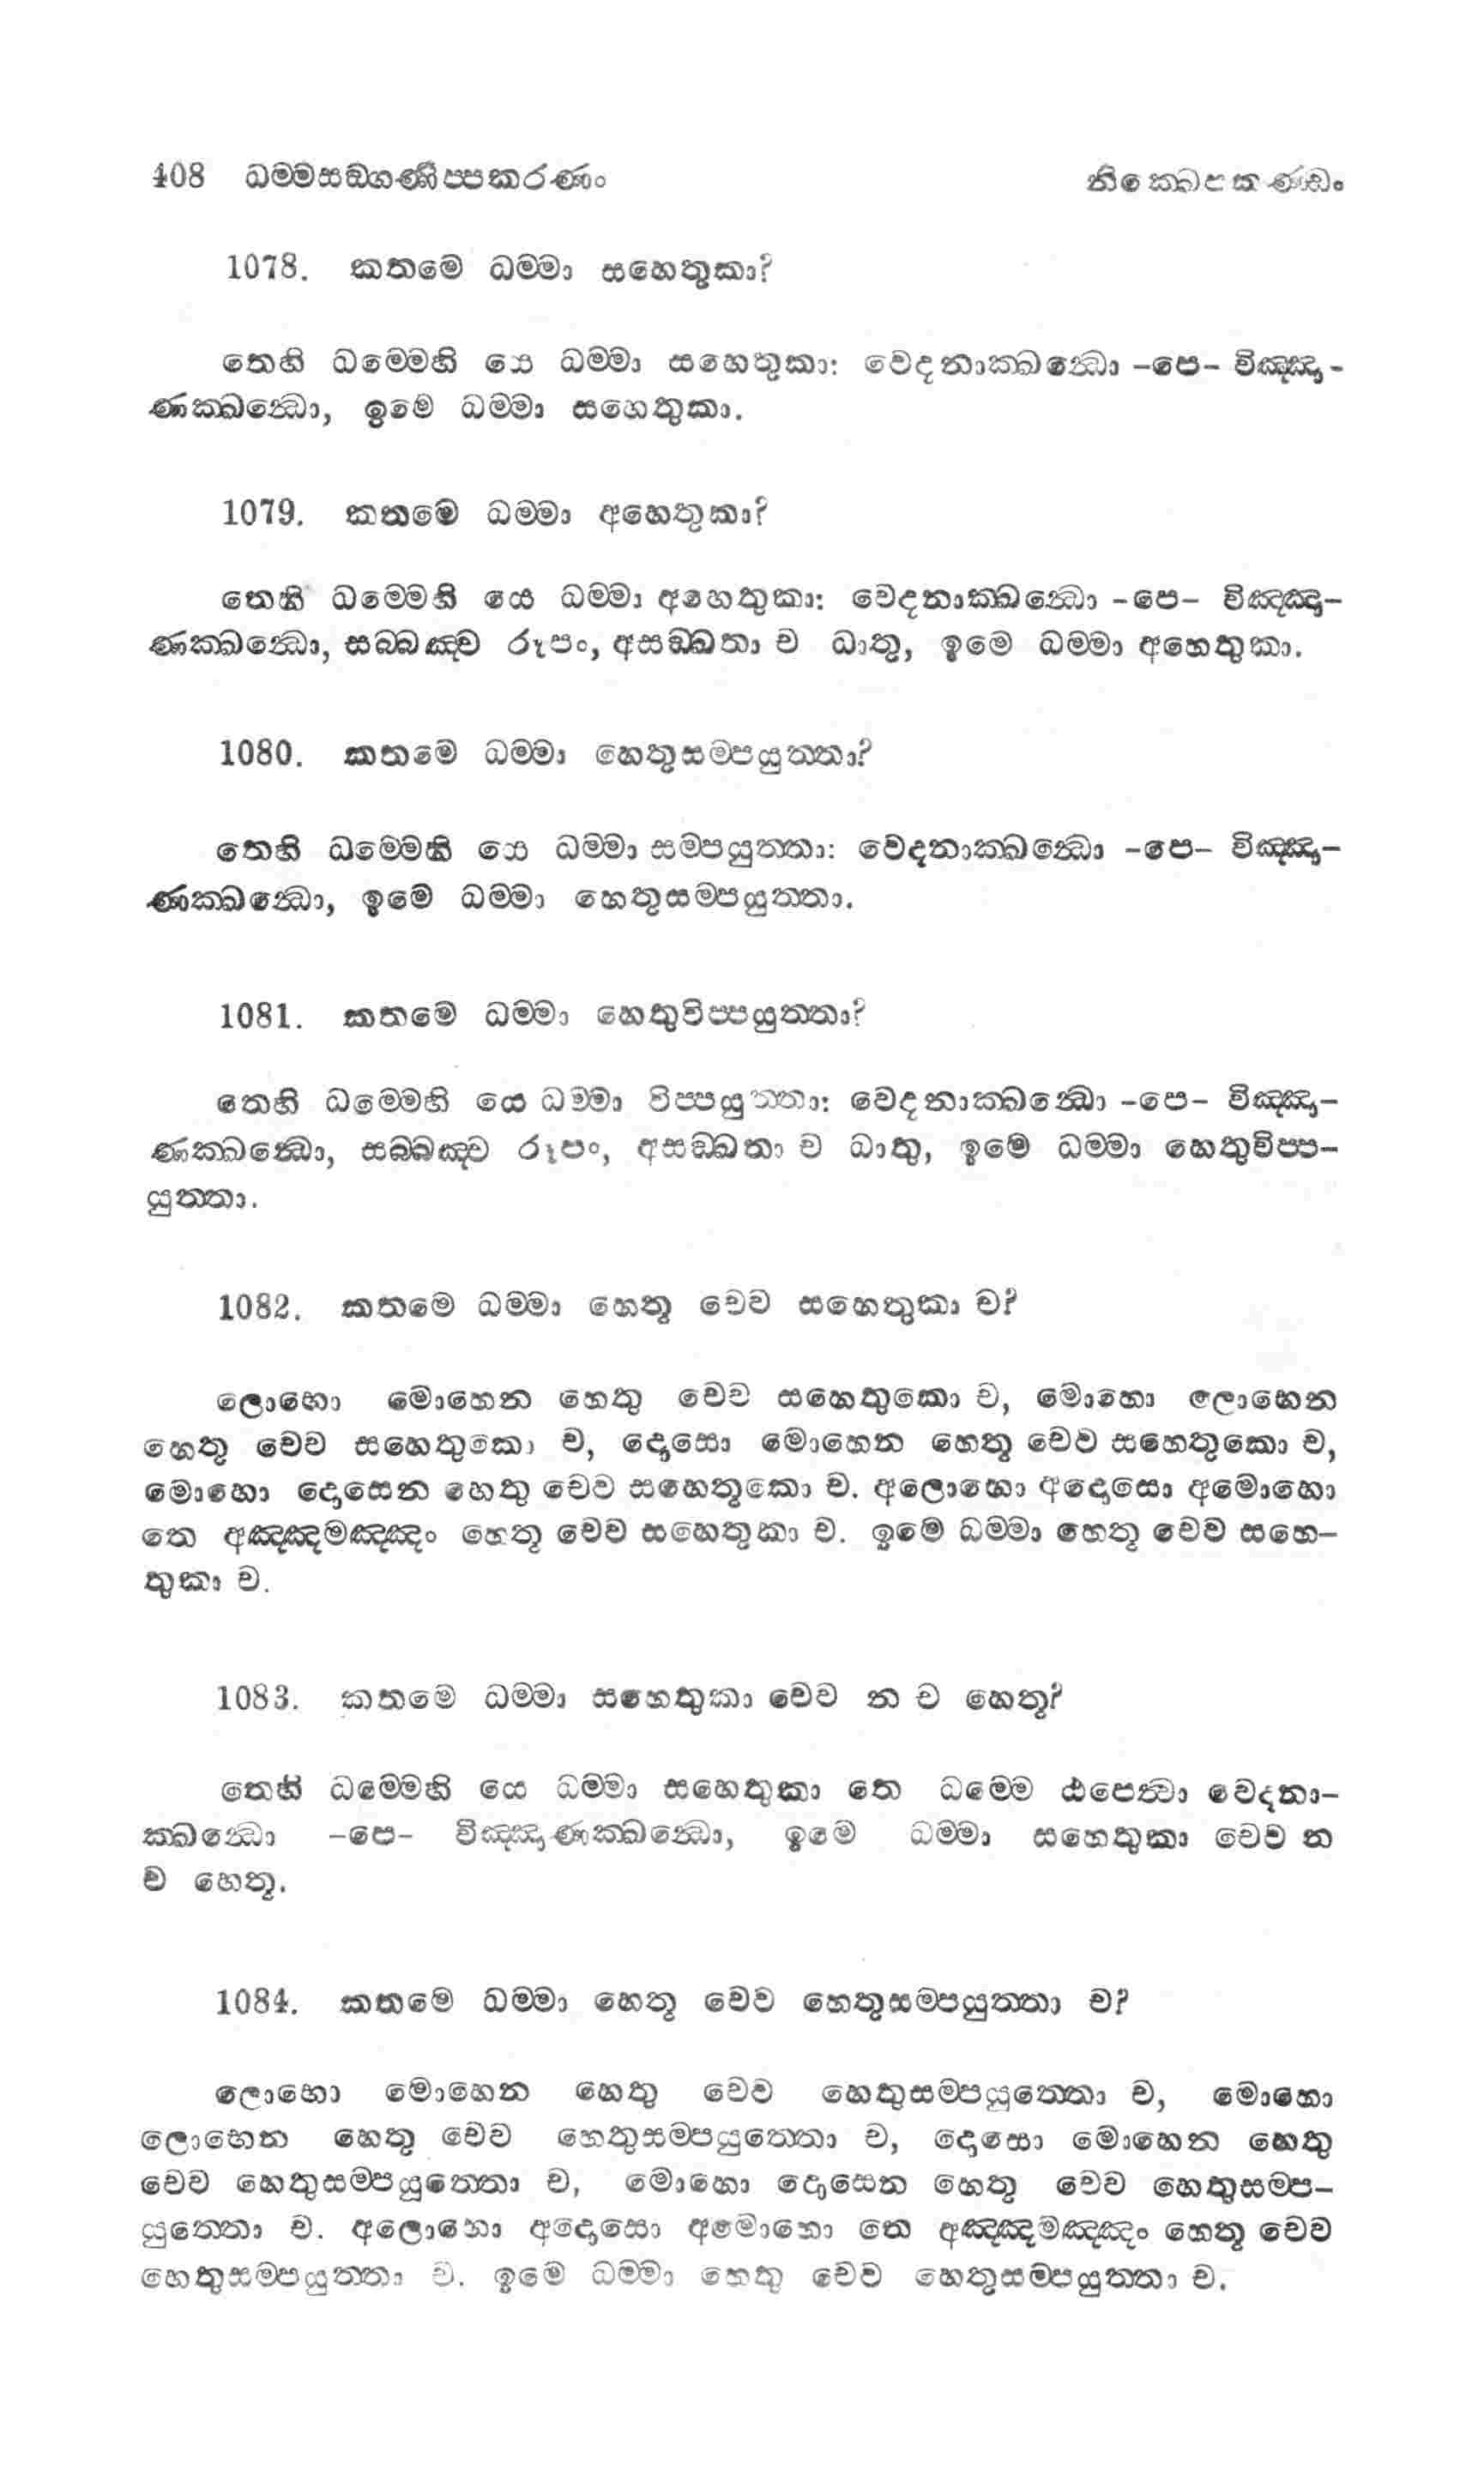 408 ධම්මසඞ්ගණිප්පකරණං නික්ඛෙපකණ්ඩං
1078. කතමෙ ධම්මා සහෙතුකා?
තෙහි ධම්මෙහි යෙ ධම්මා සහෙතුකා: වෙදනාක්ඛන්ධො -පෙ- විඤ්ඤා-
ණක්ඛන්ධො, ඉමෙ ධම්මා සහෙතුකා.
1079. කතමෙ ධම්මා අහෙතුකා?
තෙහි ධම්මෙහි යෙ ධම්මා අහෙතුකා: වෙදනාක්ඛන්ධො -පෙ- විඤ්ඤා-
ණක්ඛන්ධො, සබ්බඤ්ච රූපං, අසඞ්ඛතා ච ධාතු, ඉමෙ ධම්මා අහෙතුකා.
1080. කතමෙ ධම්මා හෙතුසම්පයුත්තා?
තෙහි ධම්මෙහි යෙ ධම්මා සම්පයුත්තා: වෙදනාක්ඛන්ධො -පෙ- විඤ්ඤා-
ණක්ඛන්ධො, ඉමෙ ධම්මා හෙතුසම්පයුත්තා.
1081. කතමෙ ධම්මා හෙතුවිප්පයුත්තා?
තෙහි ධම්මෙහි යෙ ධම්මා විප්පයුත්තා: වෙදනාක්ඛන්ධො -පෙ- විඤ්ඤා-
ණක්ඛන්ධො, සබ්බඤ්ච රූපං, අසඞ්ඛතා ච ධාතු, ඉමෙ ධම්මා හෙතුවිප්ප-
යුත්තා.
1082. කතමෙ ධම්මා හෙතූ චෙව සහෙතුකා ච?
ලොභො මොහෙන හෙතු චෙව සහෙතුකො ච, මොහො ලොභෙන
හෙතු චෙව සහෙතුකො ච, දොසො මොහෙන හෙතු චෙව සහෙතුකො ච,
මොහො දොසෙන හෙතු චෙව සහෙතුකො ච. අලොභො අදොසො අමොහො
තෙ අඤ්ඤමඤ්ඤං හෙතූ චෙව සහෙතුකා ච. ඉමෙ ධම්මා හෙතූ චෙව සහෙ-
තුකා ච.
1083. කතමෙ ධම්මා සහෙතුකා චෙව න ච හෙතූ?
තෙහි ධම්මෙහි යෙ ධම්මා සහෙතුකා තෙ ධම්මෙ ඨපෙත්වා වෙදනා-
ක්ඛන්ධො -පෙ- විඤ්ඤාණක්ඛන්ධො, ඉමෙ ධම්මා සහෙතුකා චෙව න
ච හෙතූ.
1084. කතමෙ ධම්මා හෙතූ චෙව හෙතුසම්පයුත්තා ච?
ලොභො මොහෙන හෙතු චෙව හෙතුසම්පයුත්තො ච, මොහො
ලොභෙන හෙතු චෙව හෙතුසම්පයුත්තො ච, දොසො මොහෙන හෙතු
චෙව හෙතුසම්පයුත්තො ච, මොහො දොසෙන හෙතු චෙව හෙතුසම්ප-
යුත්තො ච. අලොභො අදොසො අමොහො තෙ අඤ්ඤමඤ්ඤං හෙතූ චෙව
හෙතුසම්පයුත්තා ච. ඉමෙ ධම්මා හෙතු චෙව හෙතුසම්පයුත්තා ච.